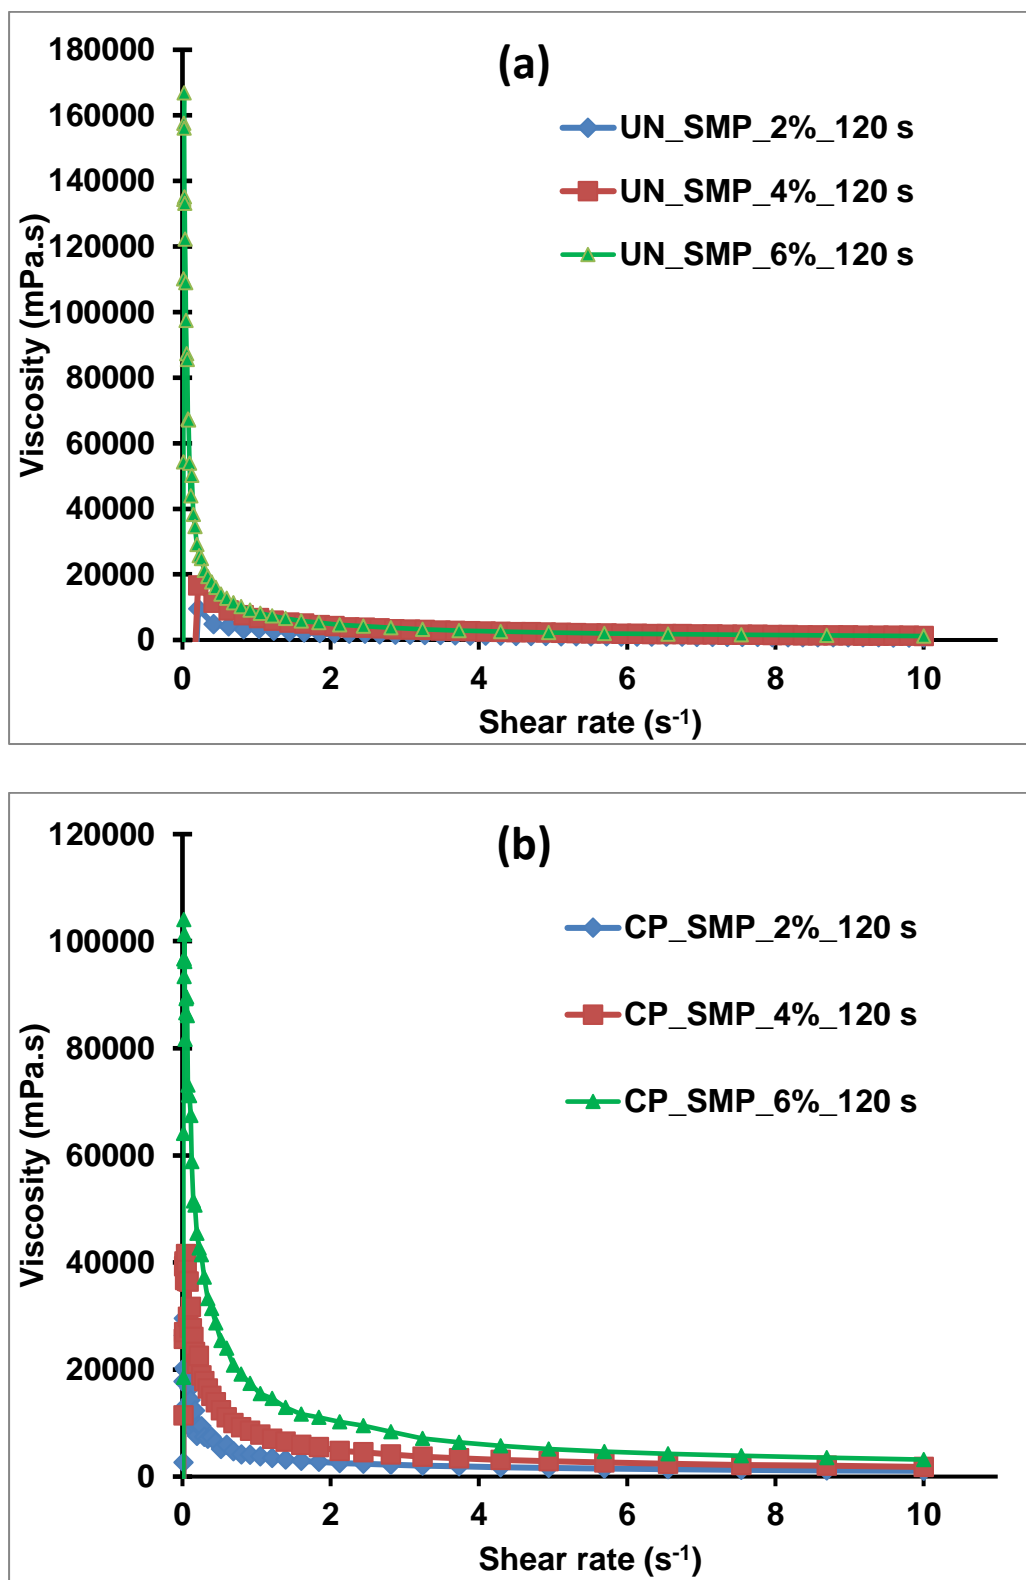 (a)
180000
160000
140000
120000
100000
80000
60000
40000
20000
0
Viscosity (mPa.s)
UN_SMP_2%_120 s
UN_SMP_4%_120 s
UN_SMP_6%_120 s
0 2 4 6 8 10
Shear rate (s-1)
(b)
120000
100000
80000
60000
40000
20000
0
Viscosity (mPa.s)
CP_SMP_2%_120 s
CP_SMP_4%_120 s
CP_SMP_6%_120 s
0 2 4 6 8 10
Shear rate (s-1)